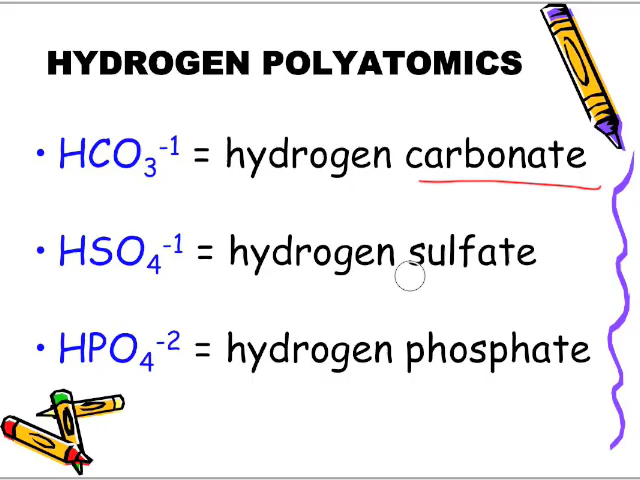 HYDROGEN POLYATOMICS
• HCO₃⁻¹ = hydrogen carbonate
• HSO₄⁻¹ = hydrogen sulfate
• HPO₄⁻² = hydrogen phosphate